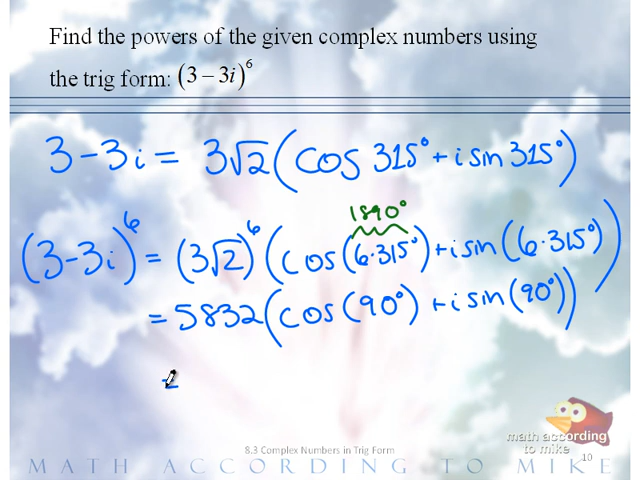 Find the powers of the given complex numbers using
the trig form: (3 − 3i)^6
3 − 3i = 3√2(cos 315° + i sin 315°)
1890°
(3 − 3i)^6 = (3√2)^6 (cos(6·315°) + i sin(6·315°))
= 5832(cos(90°) + i sin(90°))
=
math according
to mike
8.3 Complex Numbers in Trig Form
10
MATH ACCORDING TO MIKE